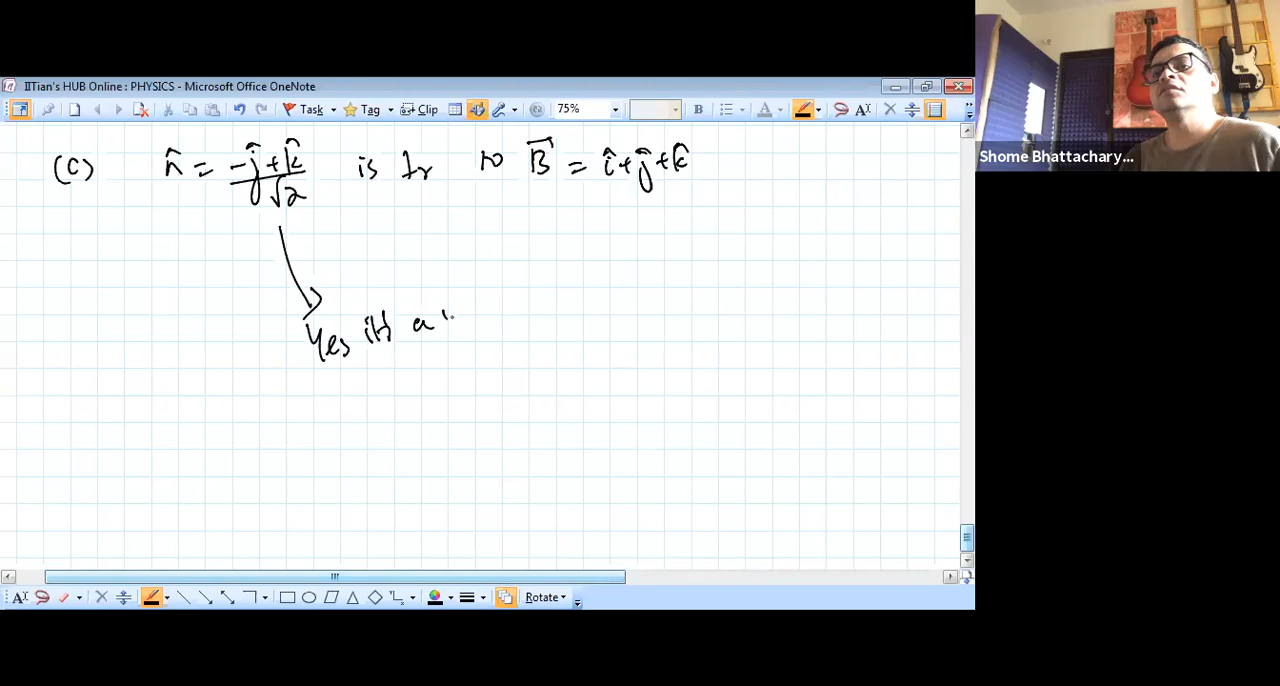 IITian's HUB Online : PHYSICS - Microsoft Office OneNote
Task Tag Clip 75% B A
(C) n̂ = (-ĵ + k̂)/√2 is ⊥r to B⃗ = î + ĵ + k̂
Yes it's a
Shome Bhattachary...
Rotate